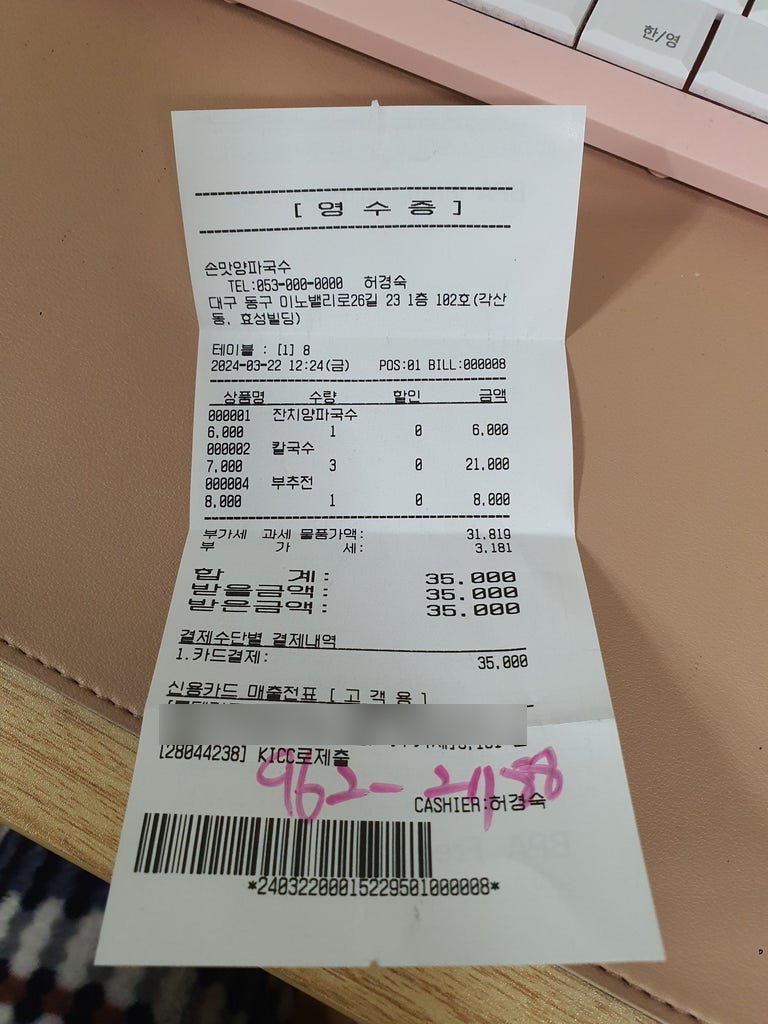 한/영
[ 영 수 증 ]
손맛양파국수
TEL:053-000-0000 허경숙
대구 동구 이노밸리로26길 23 1층 102호(각산
동, 효성빌딩)
테이블 : [1] 8
2024-03-22 12:24(금) POS:01 BILL:000008
상품명 수량 할인 금액
000001 잔치양파국수
6,000 1 0 6,000
000002 칼국수
7,000 3 0 21,000
000004 부추전
8,000 1 0 8,000
부가세 과세 물품가액: 31,819
부 가 세: 3,181
합 계: 35,000
받을금액: 35,000
받은금액: 35,000
결제수단별 결제내역
1.카드결제: 35,000
신용카드 매출전표 [ 고 객 용 ]
[28044238] KICC로제출
962-2188
CASHIER:허경숙
*2403220001522950100008*